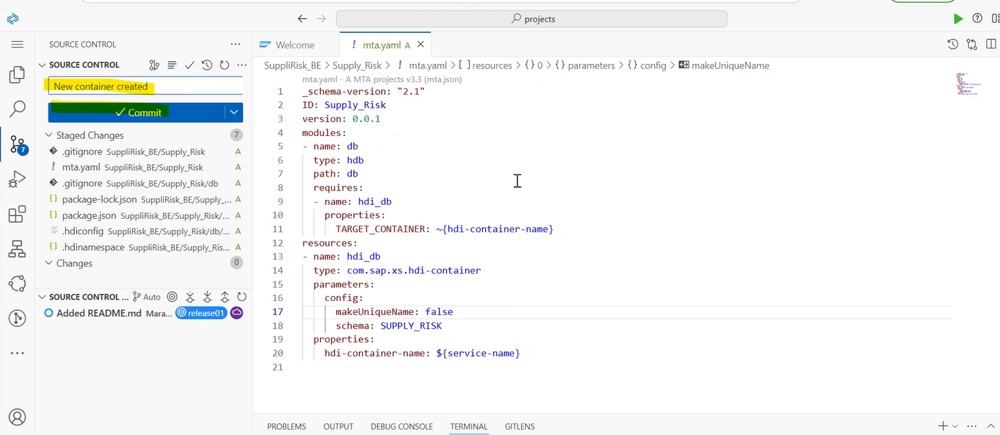 projects
SOURCE CONTROL
SAP Welcome
! mta.yaml A
SOURCE CONTROL
SuppliRisk_BE > Supply_Risk > ! mta.yaml > [ ] resources > {} 0 > {} parameters > {} config > makeUniqueName
New container created
mta.yaml - A MTA projects v3.3 (mta.json)
Commit
Staged Changes 7
.gitignore SuppliRisk_BE/Supply_Risk A
! mta.yaml SuppliRisk_BE/Supply_Risk A
7
.gitignore SuppliRisk_BE/Supply_Risk/db A
{} package-lock.json SuppliRisk_BE/Supply_... A
{} package.json SuppliRisk_BE/Supply_Risk/... A
.hdiconfig SuppliRisk_BE/Supply_Risk/db/... A
{} .hdinamespace SuppliRisk_BE/Supply_Ris... A
Changes 0
SOURCE CONTROL ... Auto
Added README.md Mara... release01
1 _schema-version: "2.1"
2 ID: Supply_Risk
3 version: 0.0.1
4 modules:
5 - name: db
6 type: hdb
7 path: db
8 requires:
9 - name: hdi_db
10 properties:
11 TARGET_CONTAINER: ~{hdi-container-name}
12 resources:
13 - name: hdi_db
14 type: com.sap.xs.hdi-container
15 parameters:
16 config:
17 makeUniqueName: false
18 schema: SUPPLY_RISK
19 properties:
20 hdi-container-name: ${service-name}
21
PROBLEMS OUTPUT DEBUG CONSOLE TERMINAL GITLENS